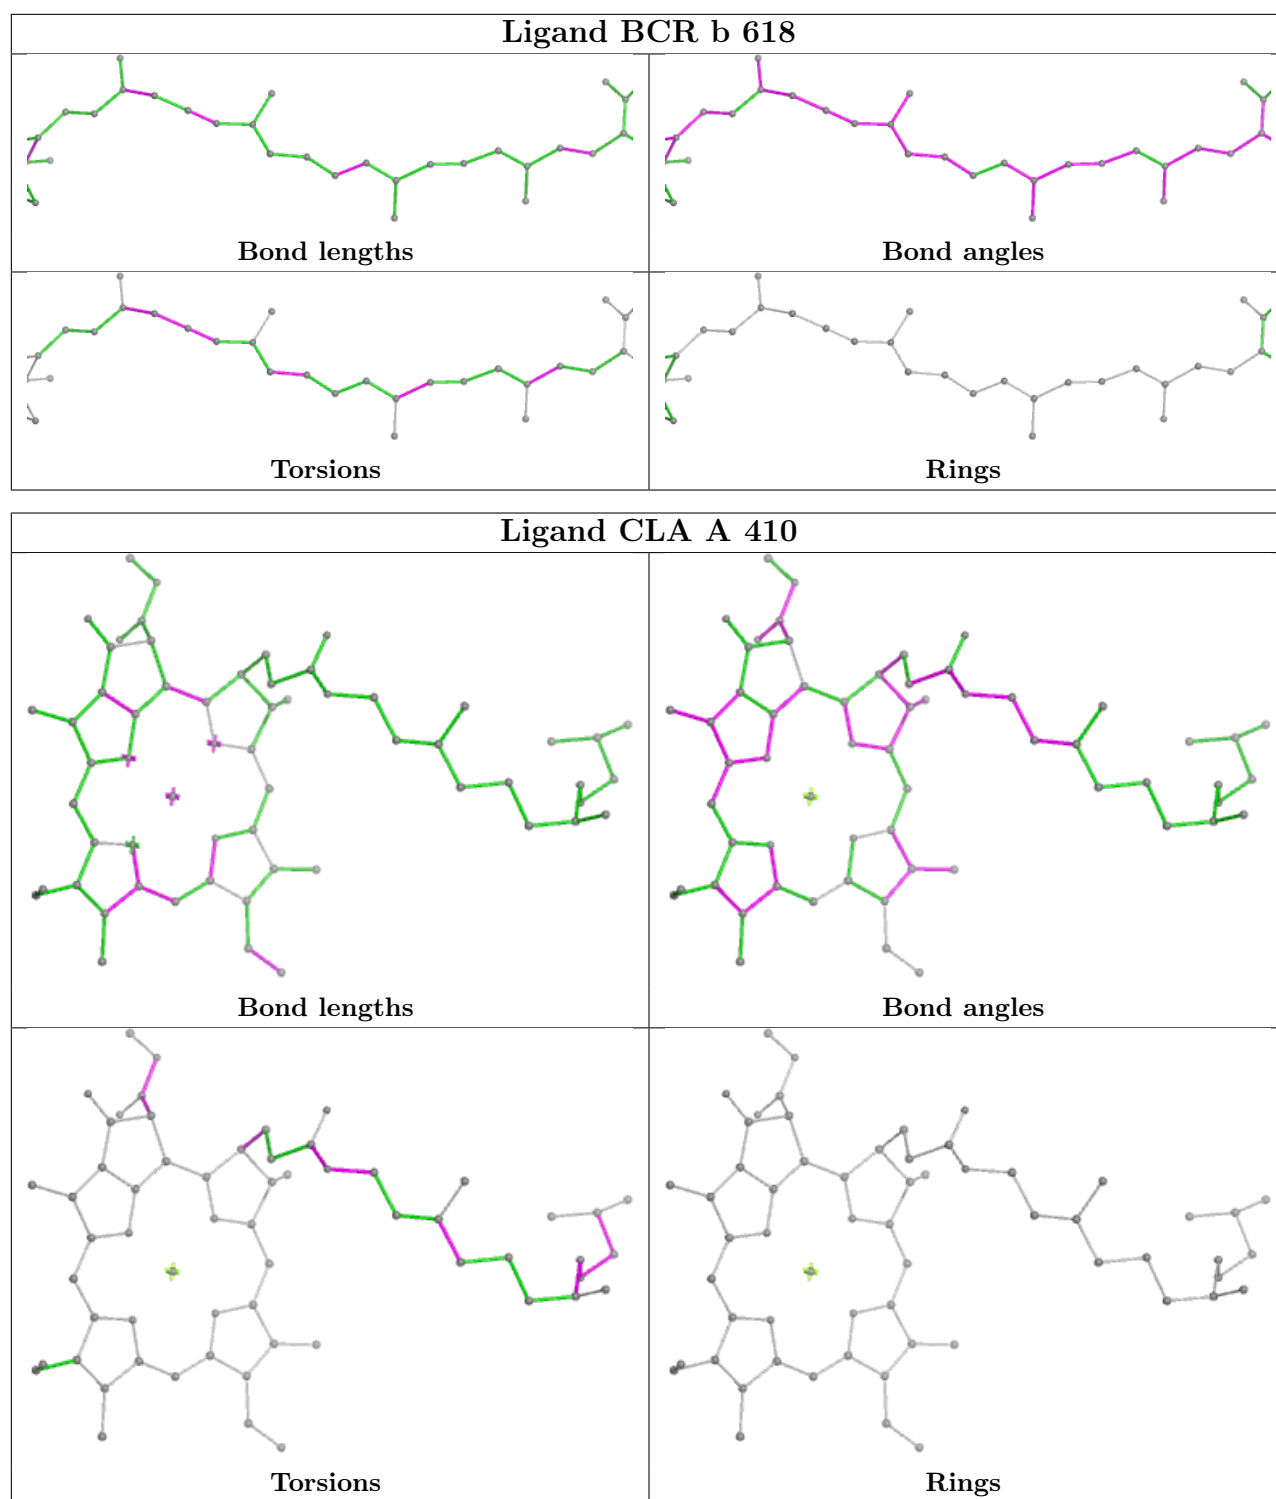 Ligand BCR b 618
Bond lengths
Bond angles
Torsions
Rings
Ligand CLA A 410
Bond lengths
Bond angles
Torsions
Rings